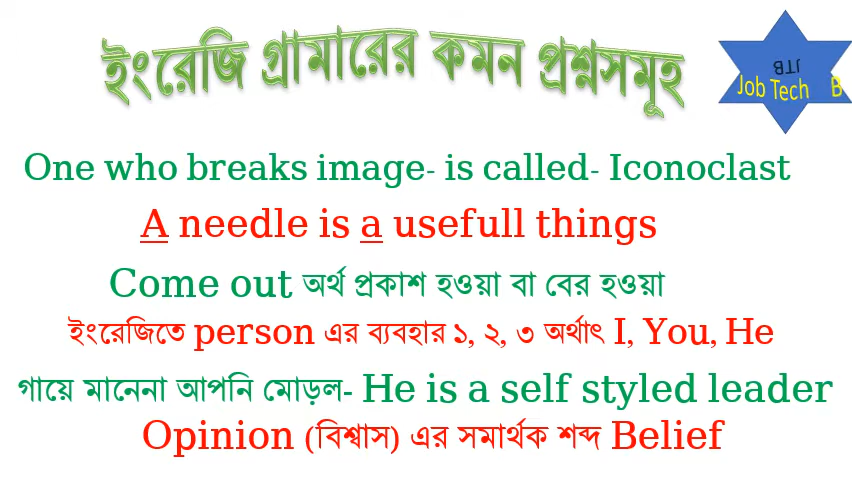 ইংরেজি গ্রামারের কমন প্রশ্নসমূহ
JTB
Job Tech B
One who breaks image- is called- Iconoclast
A needle is a usefull things
Come out অর্থ প্রকাশ হওয়া বা বের হওয়া
ইংরেজিতে person এর ব্যবহার ১, ২, ৩ অর্থাৎ I, You, He
গায়ে মানেনা আপনি মোড়ল- He is a self styled leader
Opinion (বিশ্বাস) এর সমার্থক শব্দ Belief